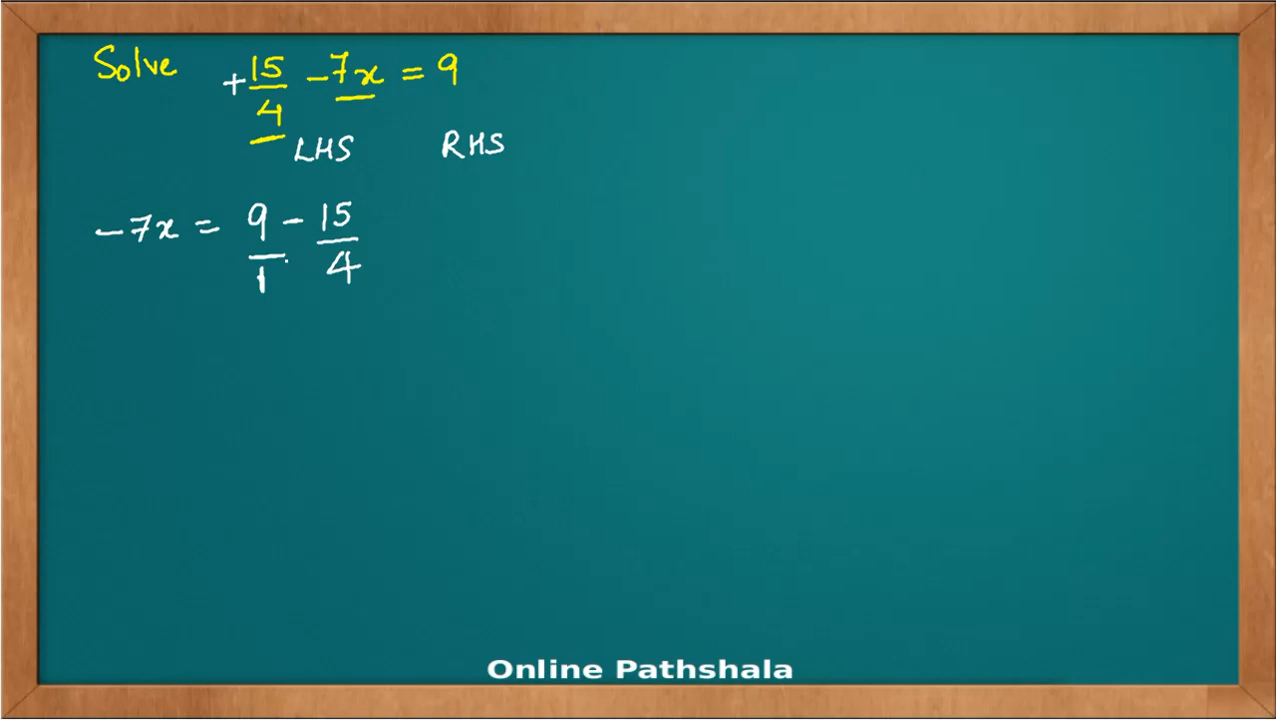 Solve +15/4 - 7x = 9
LHS RHS
-7x = 9/1 - 15/4
Online Pathshala